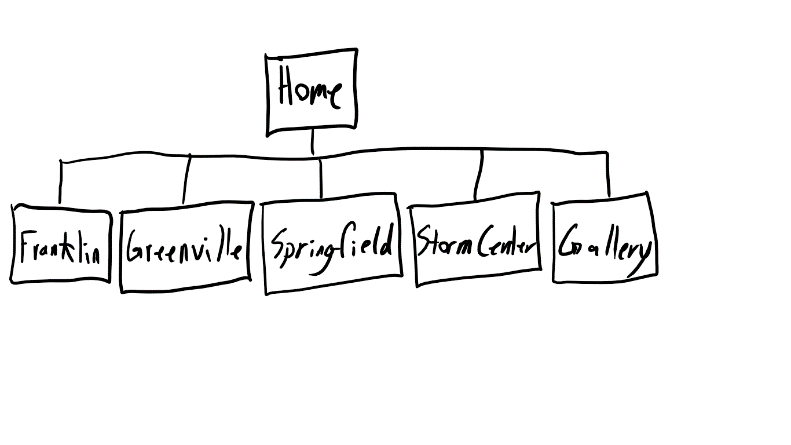 Home
Franklin
Greenville
Springfield
Storm Center
Gallery